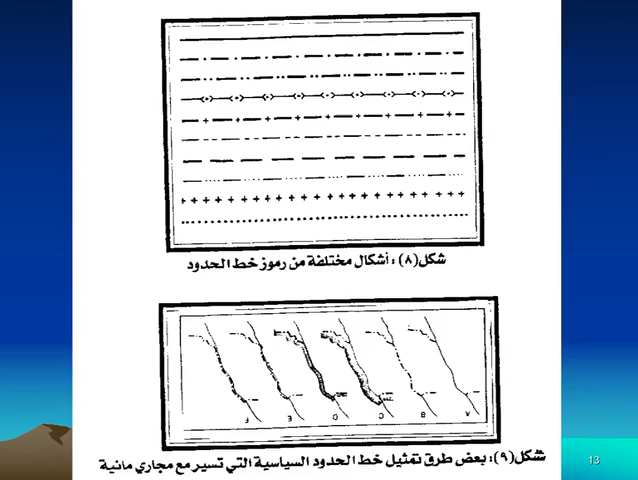 شكل(٨) : أشكال مختلفة من رموز خط الحدود
F E D C B A
شكل(٩): بعض طرق تمثيل خط الحدود السياسية التي تسير مع مجاري مائية
13